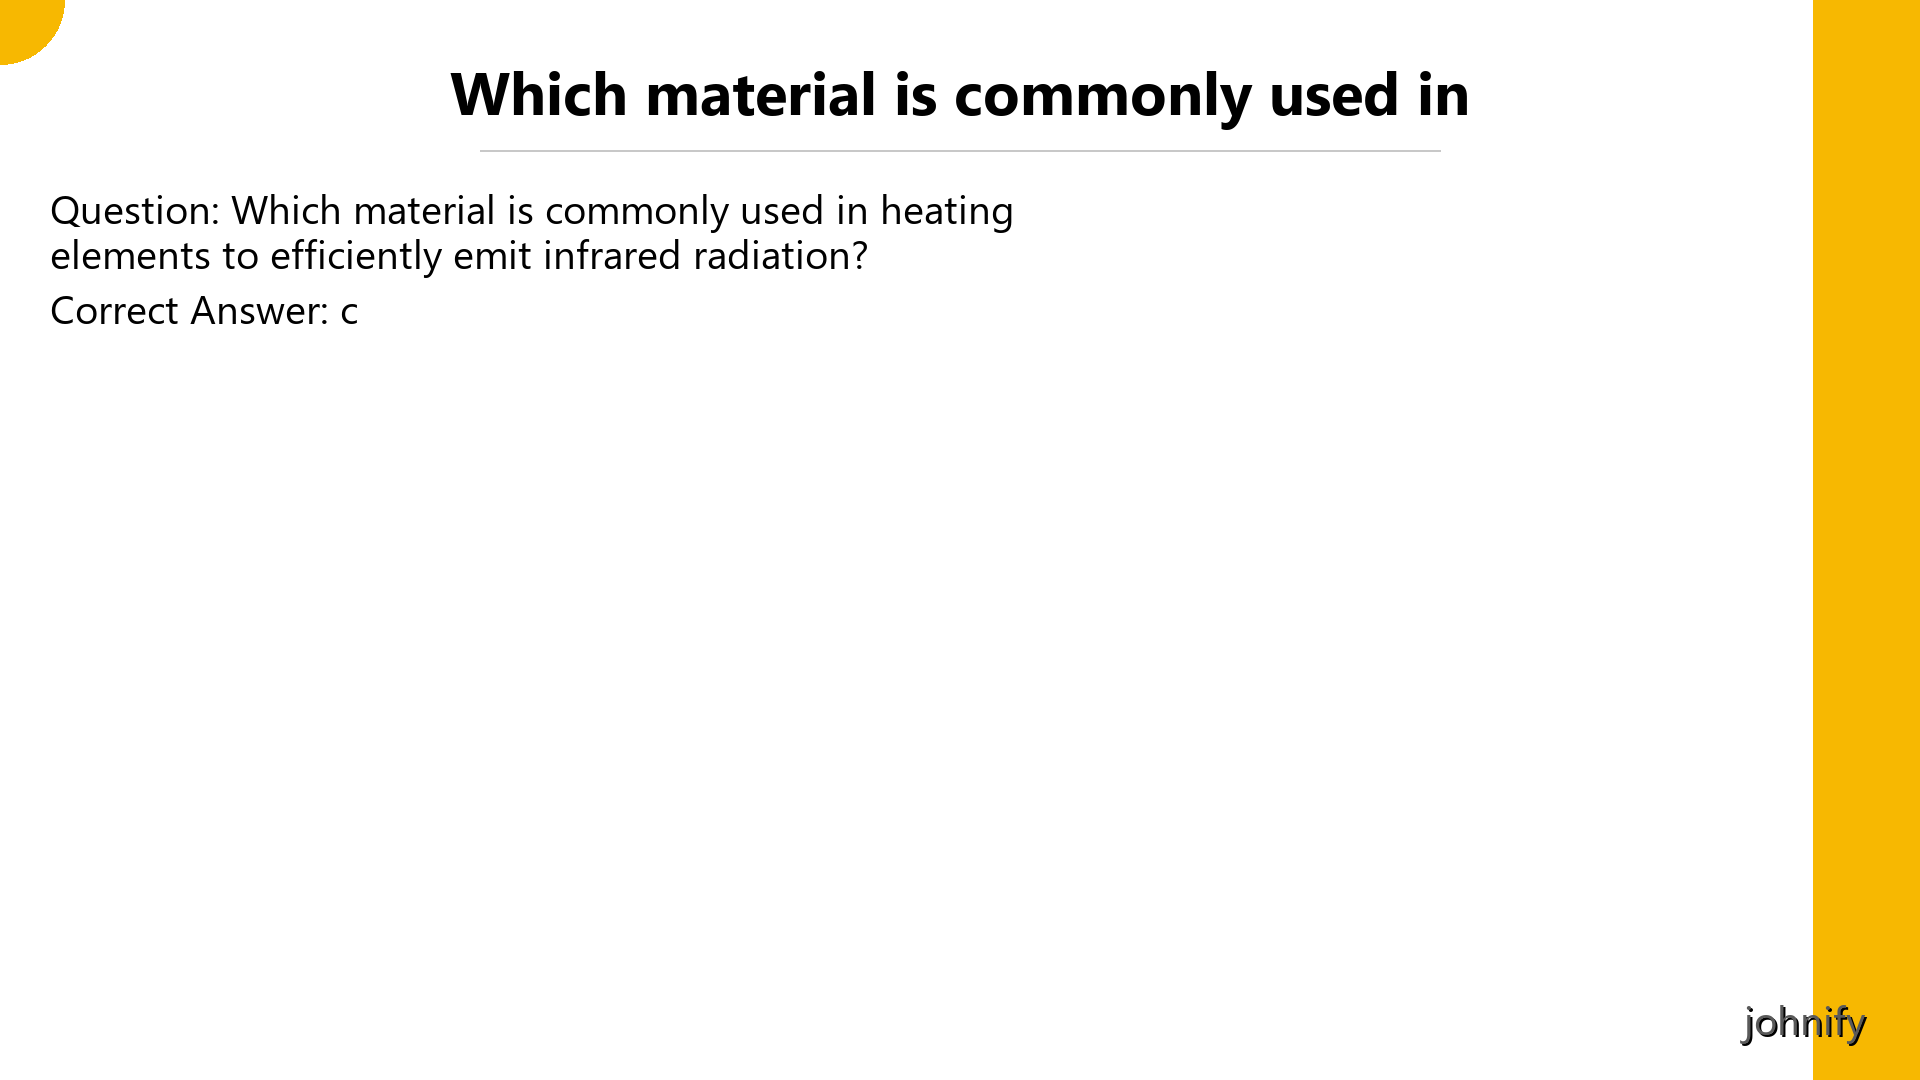 Which material is commonly used in
Question: Which material is commonly used in heating
elements to efficiently emit infrared radiation?
Correct Answer: c
johnify